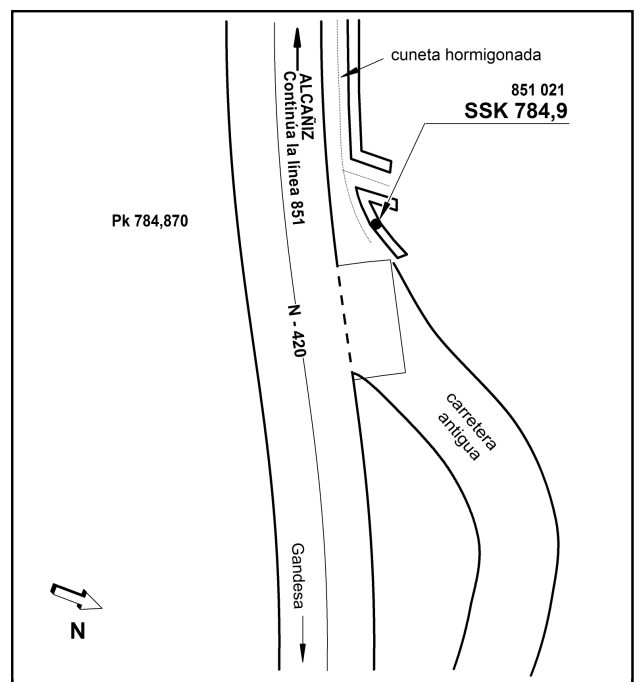 cuneta hormigonada
851 021
SSK 784,9
ALCAÑIZ
Continúa la línea 851
Pk 784,870
N - 420
carretera
antigua
Gandesa
N